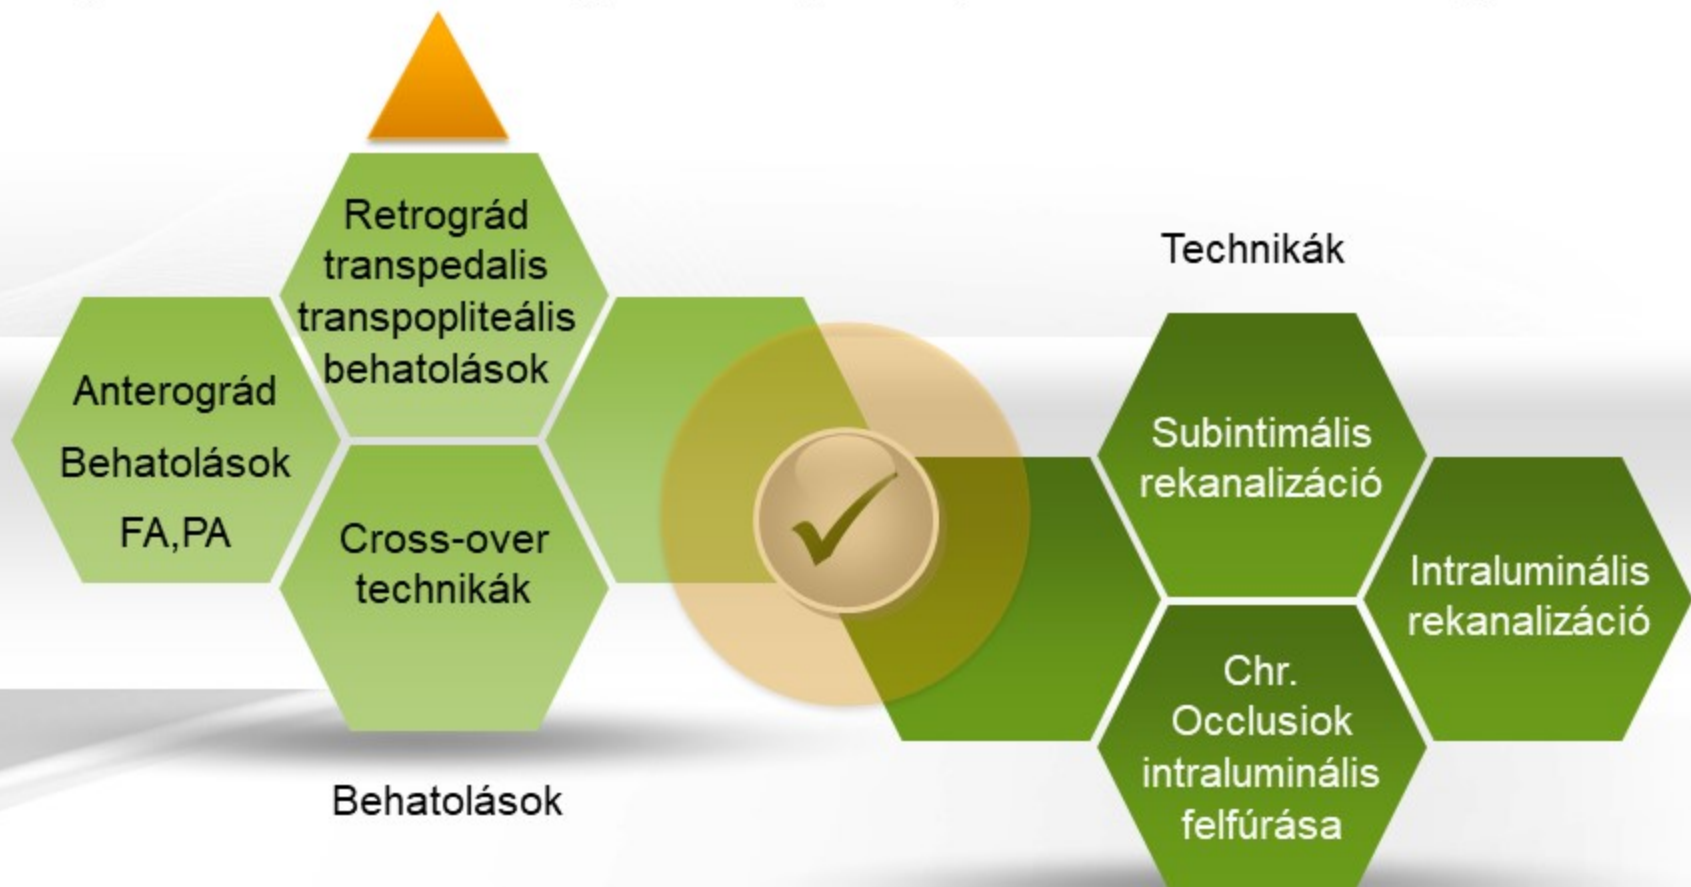 Retrográd
transpedalis
transpopliteális
behatolások
Anterográd
Behatolások
FA,PA
Cross-over
technikák
Behatolások
Technikák
Subintimális
rekanalizáció
Intraluminális
rekanalizáció
Chr.
Occlusiok
intraluminális
felfúrása